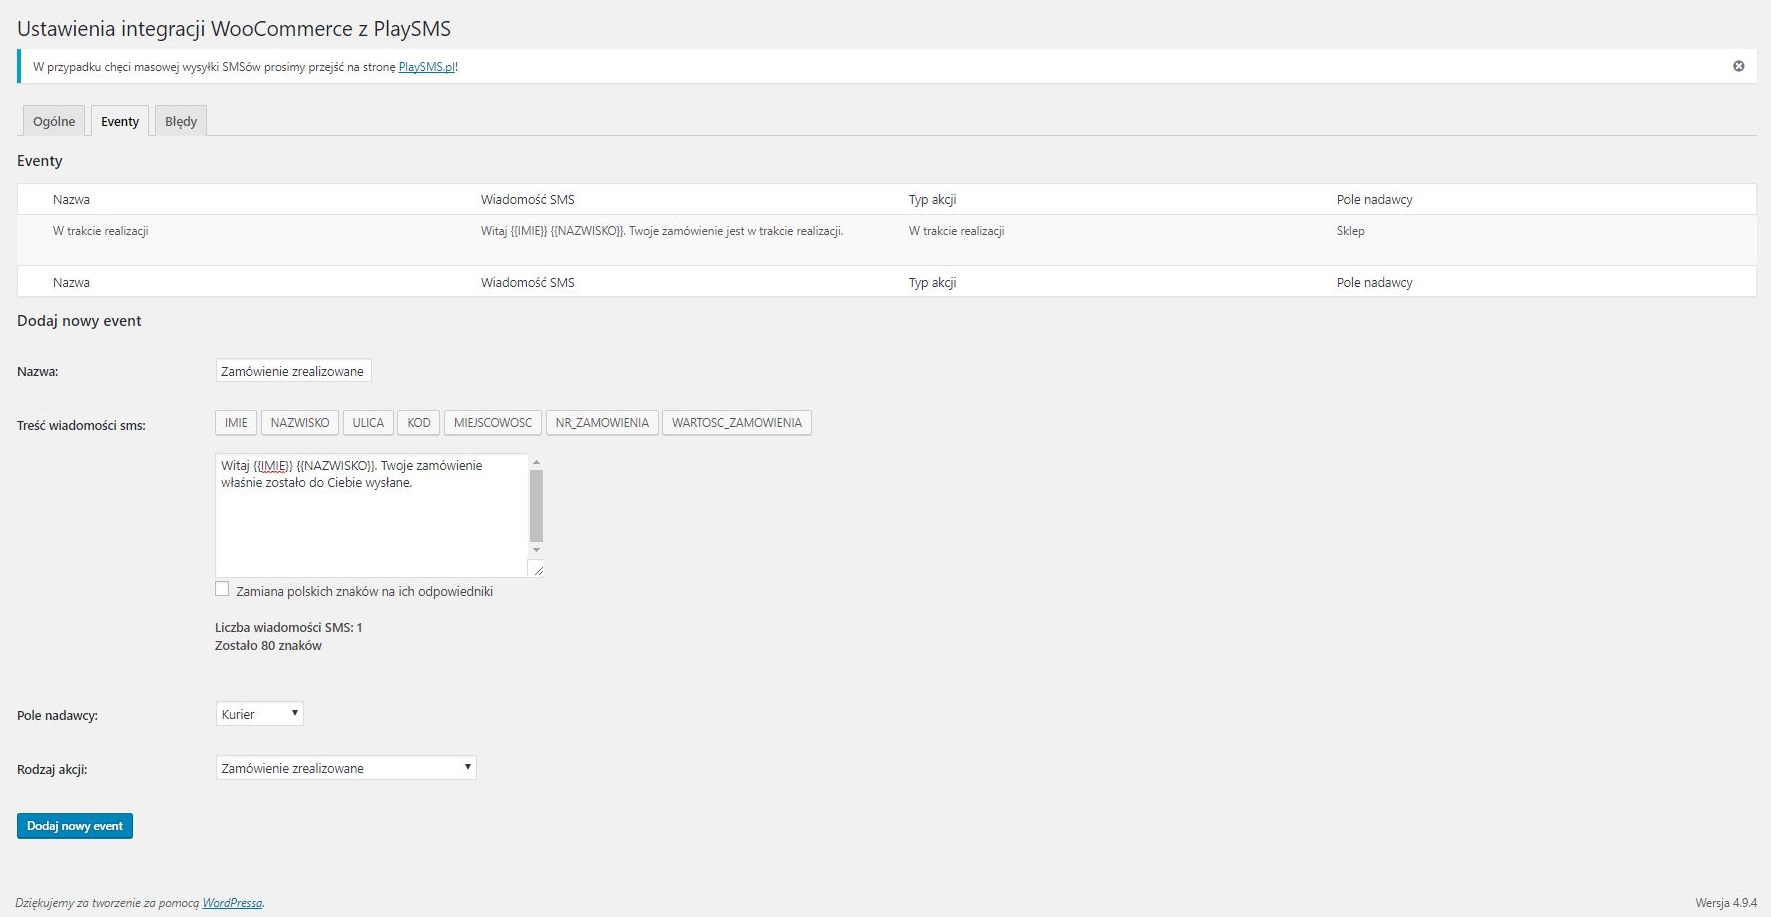 Ustawienia integracji WooCommerce z PlaySMS
W przypadku chęci masowej wysyłki SMSów prosimy przejść na stronę PlaySMS.pl!
Ogólne Eventy Błędy
Eventy
Nazwa Wiadomość SMS Typ akcji Pole nadawcy
W trakcie realizacji Witaj {{IMIE}} {{NAZWISKO}}. Twoje zamówienie jest w trakcie realizacji. W trakcie realizacji Sklep
Nazwa Wiadomość SMS Typ akcji Pole nadawcy
Dodaj nowy event
Nazwa: Zamówienie zrealizowane
Treść wiadomości sms: IMIE NAZWISKO ULICA KOD MIEJSCOWOSC NR_ZAMOWIENIA WARTOSC_ZAMOWIENIA
Witaj {{IMIE}} {{NAZWISKO}}. Twoje zamówienie
właśnie zostało do Ciebie wysłane.
Zamiana polskich znaków na ich odpowiedniki
Liczba wiadomości SMS: 1
Zostało 80 znaków
Pole nadawcy: Kurier
Rodzaj akcji: Zamówienie zrealizowane
Dodaj nowy event
Dziękujemy za tworzenie za pomocą WordPressa. Wersja 4.9.4